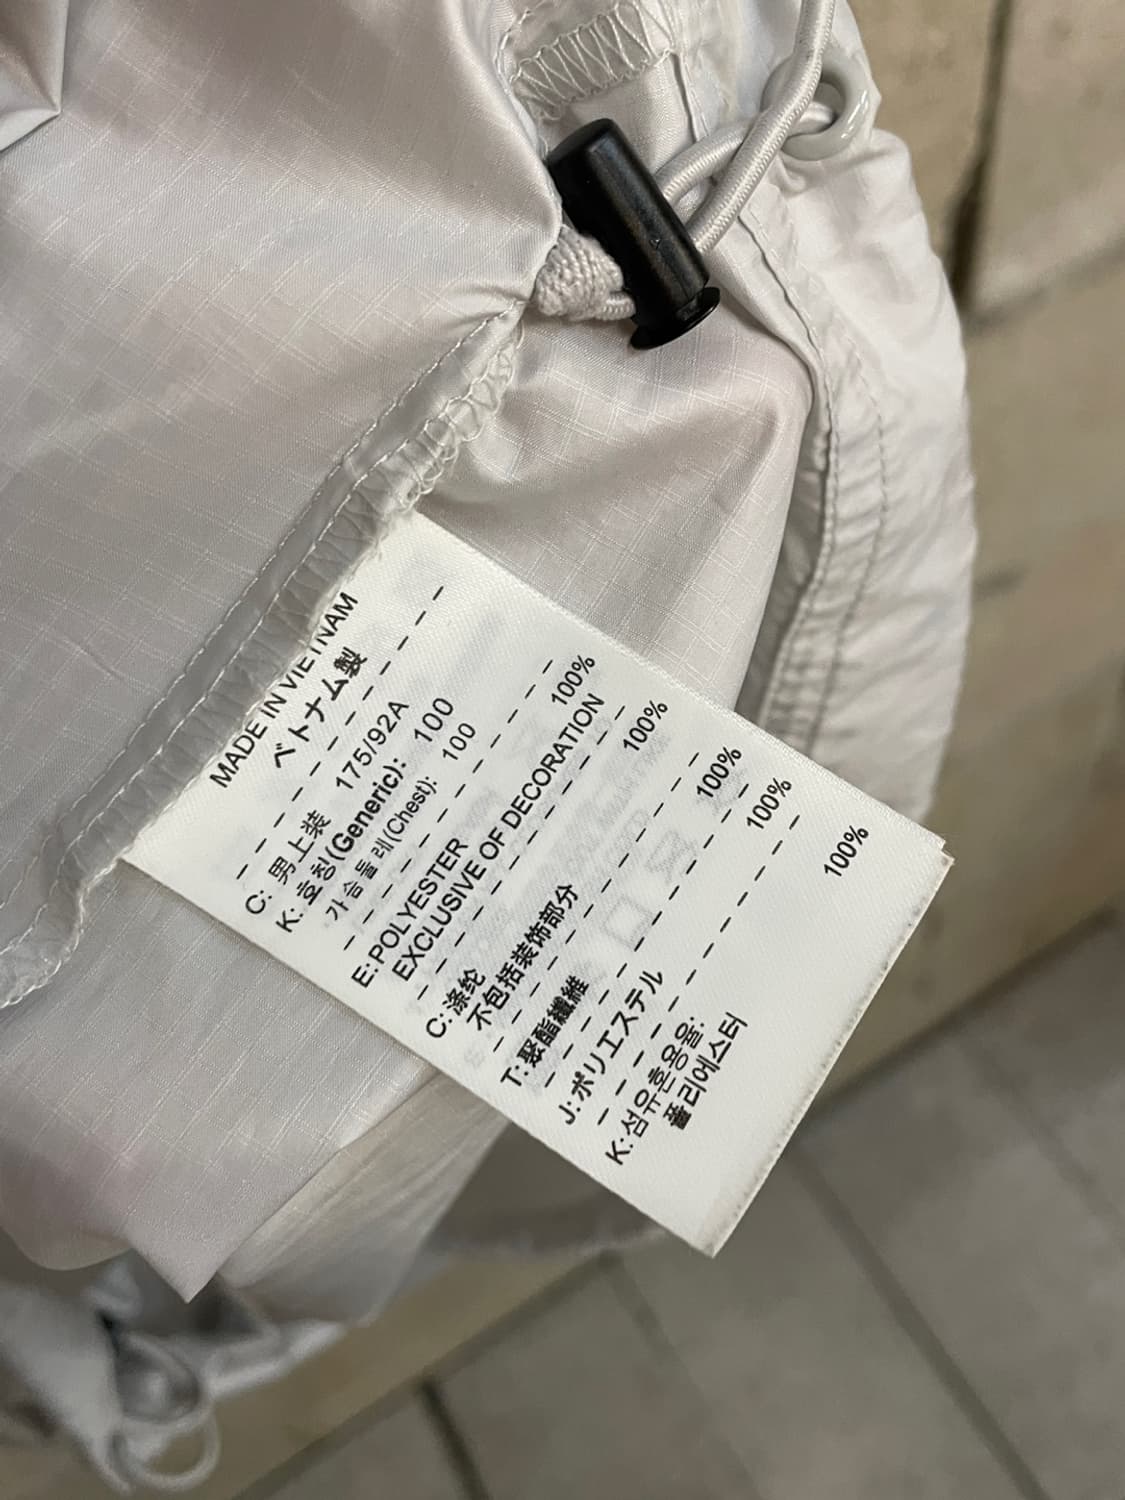 MADE IN VIETNAM
ベトナム製
C: 男上装 175/92A
K: 호칭(Generic): 100
가슴둘레(Chest): 100
E: POLYESTER 100%
EXCLUSIVE OF DECORATION
C: 涤纶 100%
不包括装饰部分
T: 聚酯纖維 100%
J: ポリエステル 100%
K: 섬유혼용율:
폴리에스터 100%